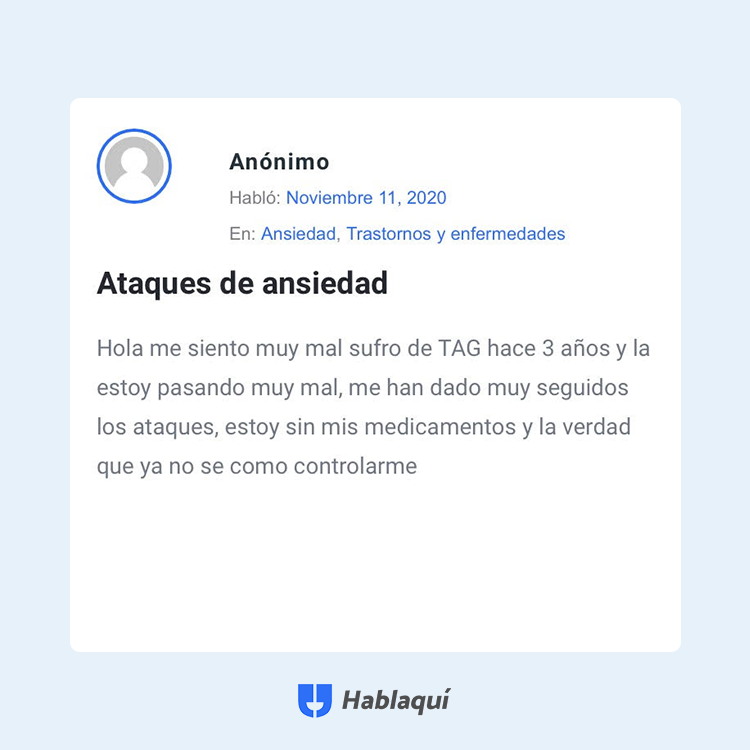 Anónimo
Habló: Noviembre 11, 2020
En: Ansiedad, Trastornos y enfermedades
Ataques de ansiedad
Hola me siento muy mal sufro de TAG hace 3 años y la
estoy pasando muy mal, me han dado muy seguidos
los ataques, estoy sin mis medicamentos y la verdad
que ya no se como controlarme
Hablaquí